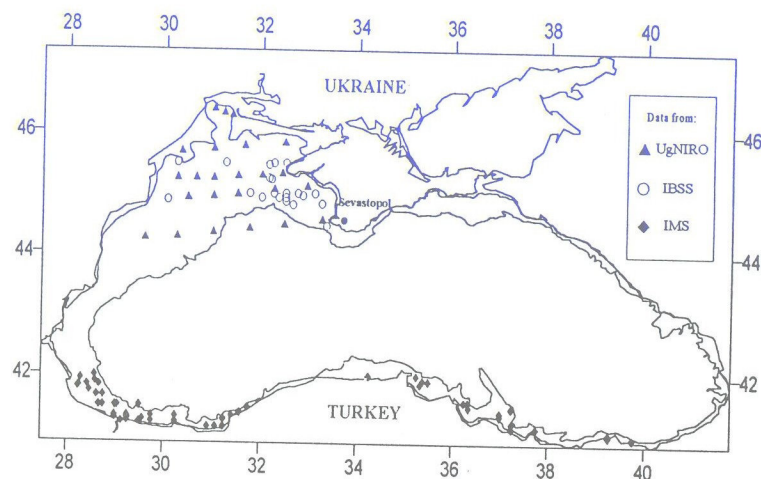 28 30 32 34 36 38 40
UKRAINE
46
46
Data from:
UgNIRO
IBSS
IMS
Sevastopol
44
44
42
42
TURKEY
28 30 32 34 36 38 40